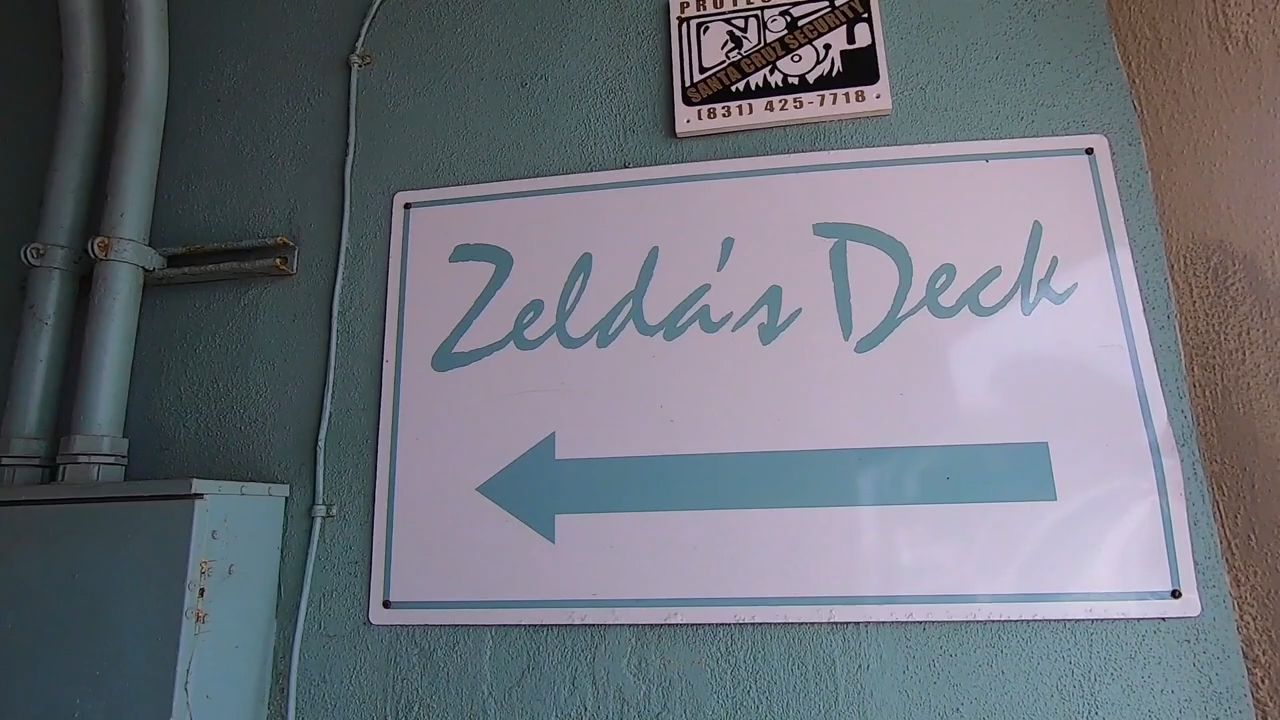 SANTA CRUZ SECURITY
. (831) 425-7718 .
Zelda's Deck